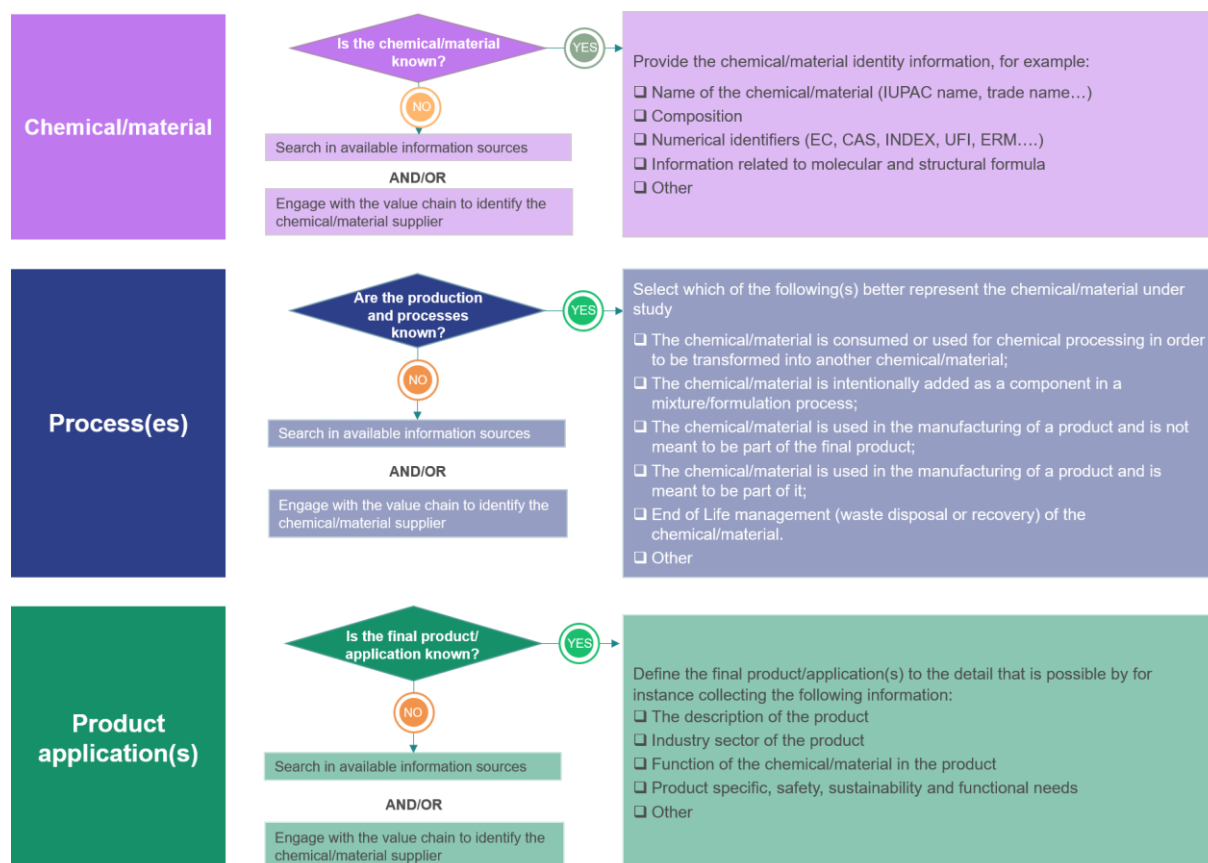 Chemical/material
Is the chemical/material
known?
YES
NO
Search in available information sources
AND/OR
Engage with the value chain to identify the
chemical/material supplier
Provide the chemical/material identity information, for example:
❑ Name of the chemical/material (IUPAC name, trade name…)
❑ Composition
❑ Numerical identifiers (EC, CAS, INDEX, UFI, ERM….)
❑ Information related to molecular and structural formula
❑ Other
Process(es)
Are the production
and processes
known?
YES
NO
Search in available information sources
AND/OR
Engage with the value chain to identify the
chemical/material supplier
Select which of the following(s) better represent the chemical/material under
study
❑ The chemical/material is consumed or used for chemical processing in order
to be transformed into another chemical/material;
❑ The chemical/material is intentionally added as a component in a
mixture/formulation process;
❑ The chemical/material is used in the manufacturing of a product and is not
meant to be part of the final product;
❑ The chemical/material is used in the manufacturing of a product and is
meant to be part of it;
❑ End of Life management (waste disposal or recovery) of the
chemical/material.
❑ Other
Product
application(s)
Is the final product/
application known?
YES
NO
Search in available information sources
AND/OR
Engage with the value chain to identify the
chemical/material supplier
Define the final product/application(s) to the detail that is possible by for
instance collecting the following information:
❑ The description of the product
❑ Industry sector of the product
❑ Function of the chemical/material in the product
❑ Product specific, safety, sustainability and functional needs
❑ Other